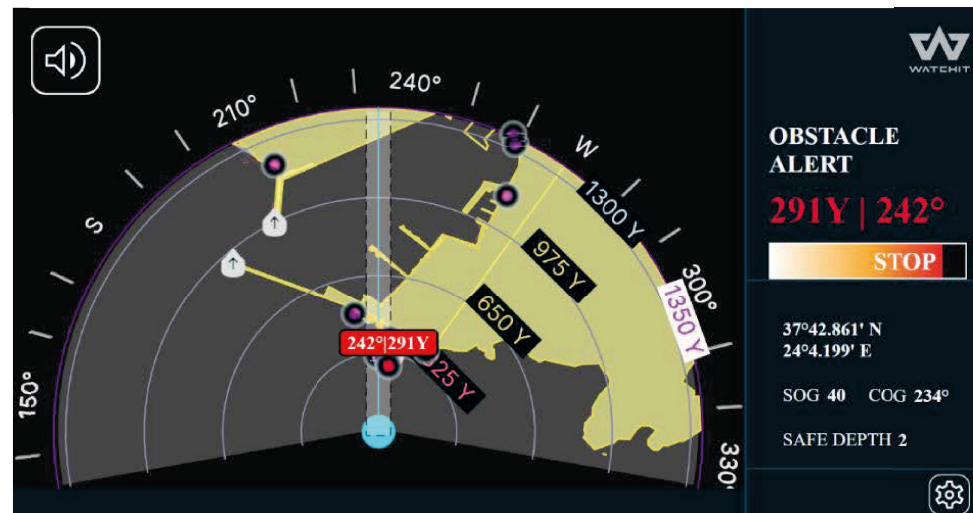 WATCHIT
210°
240°
W
S
1300 Y
975 Y
300°
1350 Y
650 Y
242°|291Y
325 Y
150°
330°
OBSTACLE
ALERT
291Y | 242°
STOP
37°42.861' N
24°4.199' E
SOG 40 COG 234°
SAFE DEPTH 2